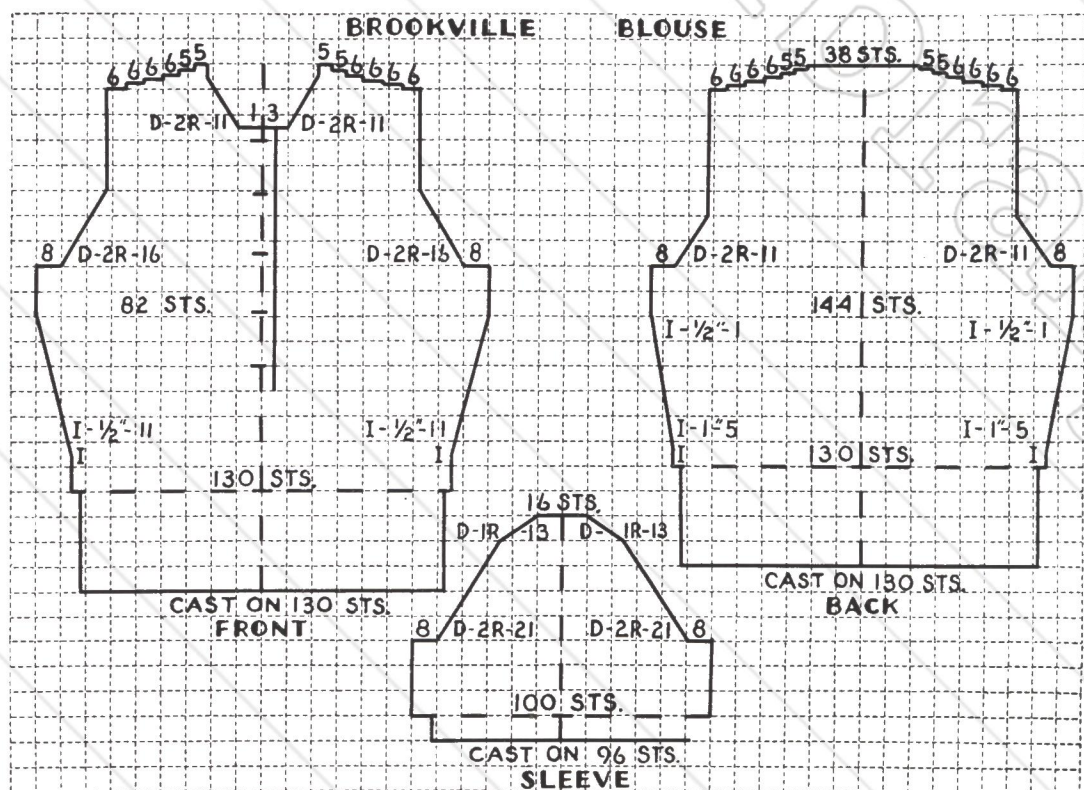 BROOKVILLE BLOUSE
6 6 6 6 5 5
5 5 6 6 6 6
D-2R-11 13 D-2R-11
8 D-2R-16
D-2R-16 8
82 STS.
I-½"-11
I-½"-11
I
I
130 STS.
CAST ON 130 STS.
FRONT
6 6 6 6 5 5 38 STS. 5 5 6 6 6 6
8 D-2R-11
D-2R-11 8
144 STS.
I-½"-1
I-½"-1
I-1"-5
I-1"-5
I
I
130 STS.
CAST ON 130 STS.
BACK
16 STS.
D-1R-13 D-1R-13
8 D-2R-21 D-2R-21 8
100 STS.
CAST ON 96 STS.
SLEEVE